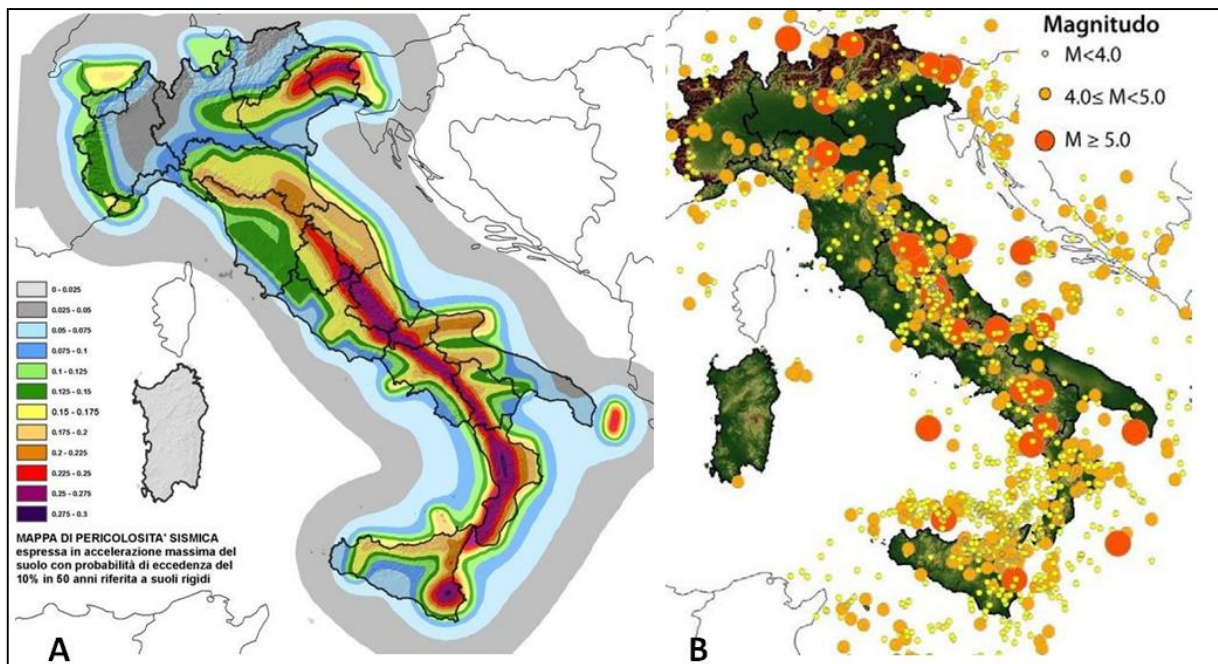 0 - 0.025
0.025 - 0.05
0.05 - 0.075
0.075 - 0.1
0.1 - 0.125
0.125 - 0.15
0.15 - 0.175
0.175 - 0.2
0.2 - 0.225
0.225 - 0.25
0.25 - 0.275
0.275 - 0.3
MAPPA DI PERICOLOSITA' SISMICA
espressa in accelerazione massima del
suolo con probabilità di eccedenza del
10% in 50 anni riferita a suoli rigidi
A
Magnitudo
M<4.0
4.0≤ M<5.0
M ≥ 5.0
B